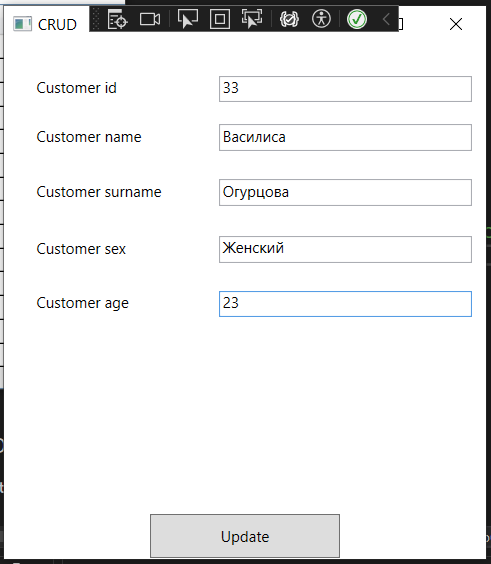 CRUD
Customer id 33
Customer name Василиса
Customer surname Огурцова
Customer sex Женский
Customer age 23
Update